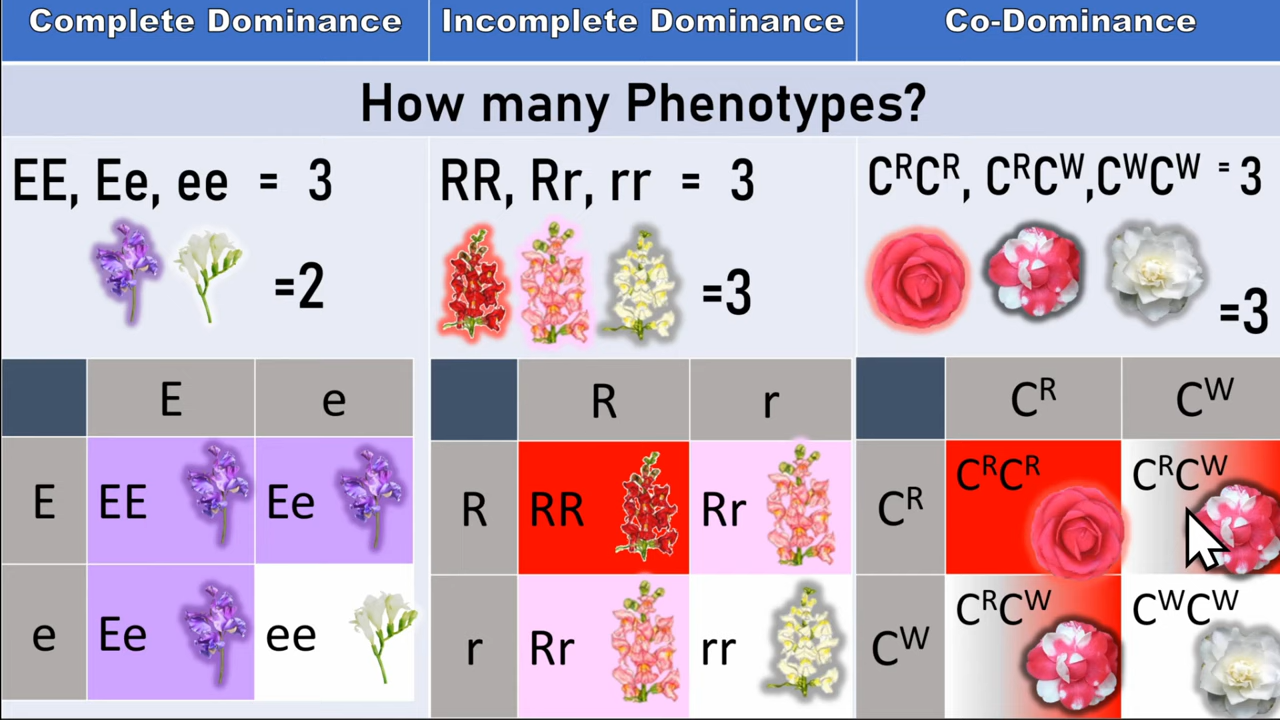 Complete Dominance
Incomplete Dominance
Co-Dominance
How many Phenotypes?
EE, Ee, ee = 3
=2
RR, Rr, rr = 3
=3
CᴿCᴿ, CᴿCᵂ,CᵂCᵂ = 3
=3
E e
E EE Ee
e Ee ee
R r
R RR Rr
r Rr rr
Cᴿ Cᵂ
Cᴿ CᴿCᴿ CᴿCᵂ
Cᵂ CᴿCᵂ CᵂCᵂ